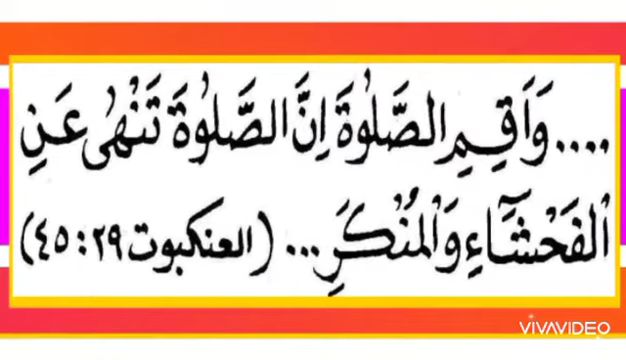 .... وَاَقِمِ الصَّلٰوةَ اِنَّ الصَّلٰوةَ تَنْهٰى عَنِ
الْفَحْشَآءِ وَالْمُنْكَرِ ... (العنكبوت ٢٩ : ٤٥)
VIVAVIDEO